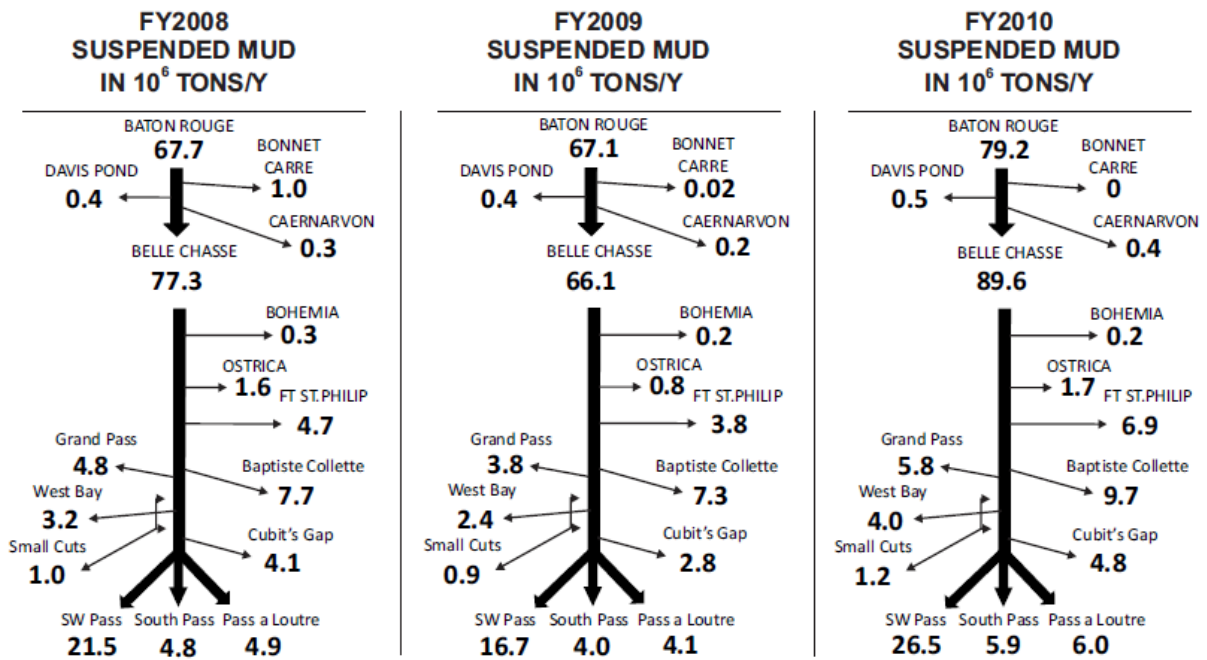 FY2008
SUSPENDED MUD
IN 10⁶ TONS/Y
BATON ROUGE
67.7
BONNET
CARRE
1.0
DAVIS POND
0.4
CAERNARVON
0.3
BELLE CHASSE
77.3
BOHEMIA
0.3
OSTRICA
1.6
FT ST.PHILIP
4.7
Grand Pass
4.8
Baptiste Collette
7.7
West Bay
3.2
Cubit's Gap
4.1
Small Cuts
1.0
SW Pass South Pass Pass a Loutre
21.5 4.8 4.9
FY2009
SUSPENDED MUD
IN 10⁶ TONS/Y
BATON ROUGE
67.1
BONNET
CARRE
0.02
DAVIS POND
0.4
CAERNARVON
0.2
BELLE CHASSE
66.1
BOHEMIA
0.2
OSTRICA
0.8
FT ST.PHILIP
3.8
Grand Pass
3.8
Baptiste Collette
7.3
West Bay
2.4
Cubit's Gap
2.8
Small Cuts
0.9
SW Pass South Pass Pass a Loutre
16.7 4.0 4.1
FY2010
SUSPENDED MUD
IN 10⁶ TONS/Y
BATON ROUGE
79.2
BONNET
CARRE
0
DAVIS POND
0.5
CAERNARVON
0.4
BELLE CHASSE
89.6
BOHEMIA
0.2
OSTRICA
1.7
FT ST.PHILIP
6.9
Grand Pass
5.8
Baptiste Collette
9.7
West Bay
4.0
Cubit's Gap
4.8
Small Cuts
1.2
SW Pass South Pass Pass a Loutre
26.5 5.9 6.0